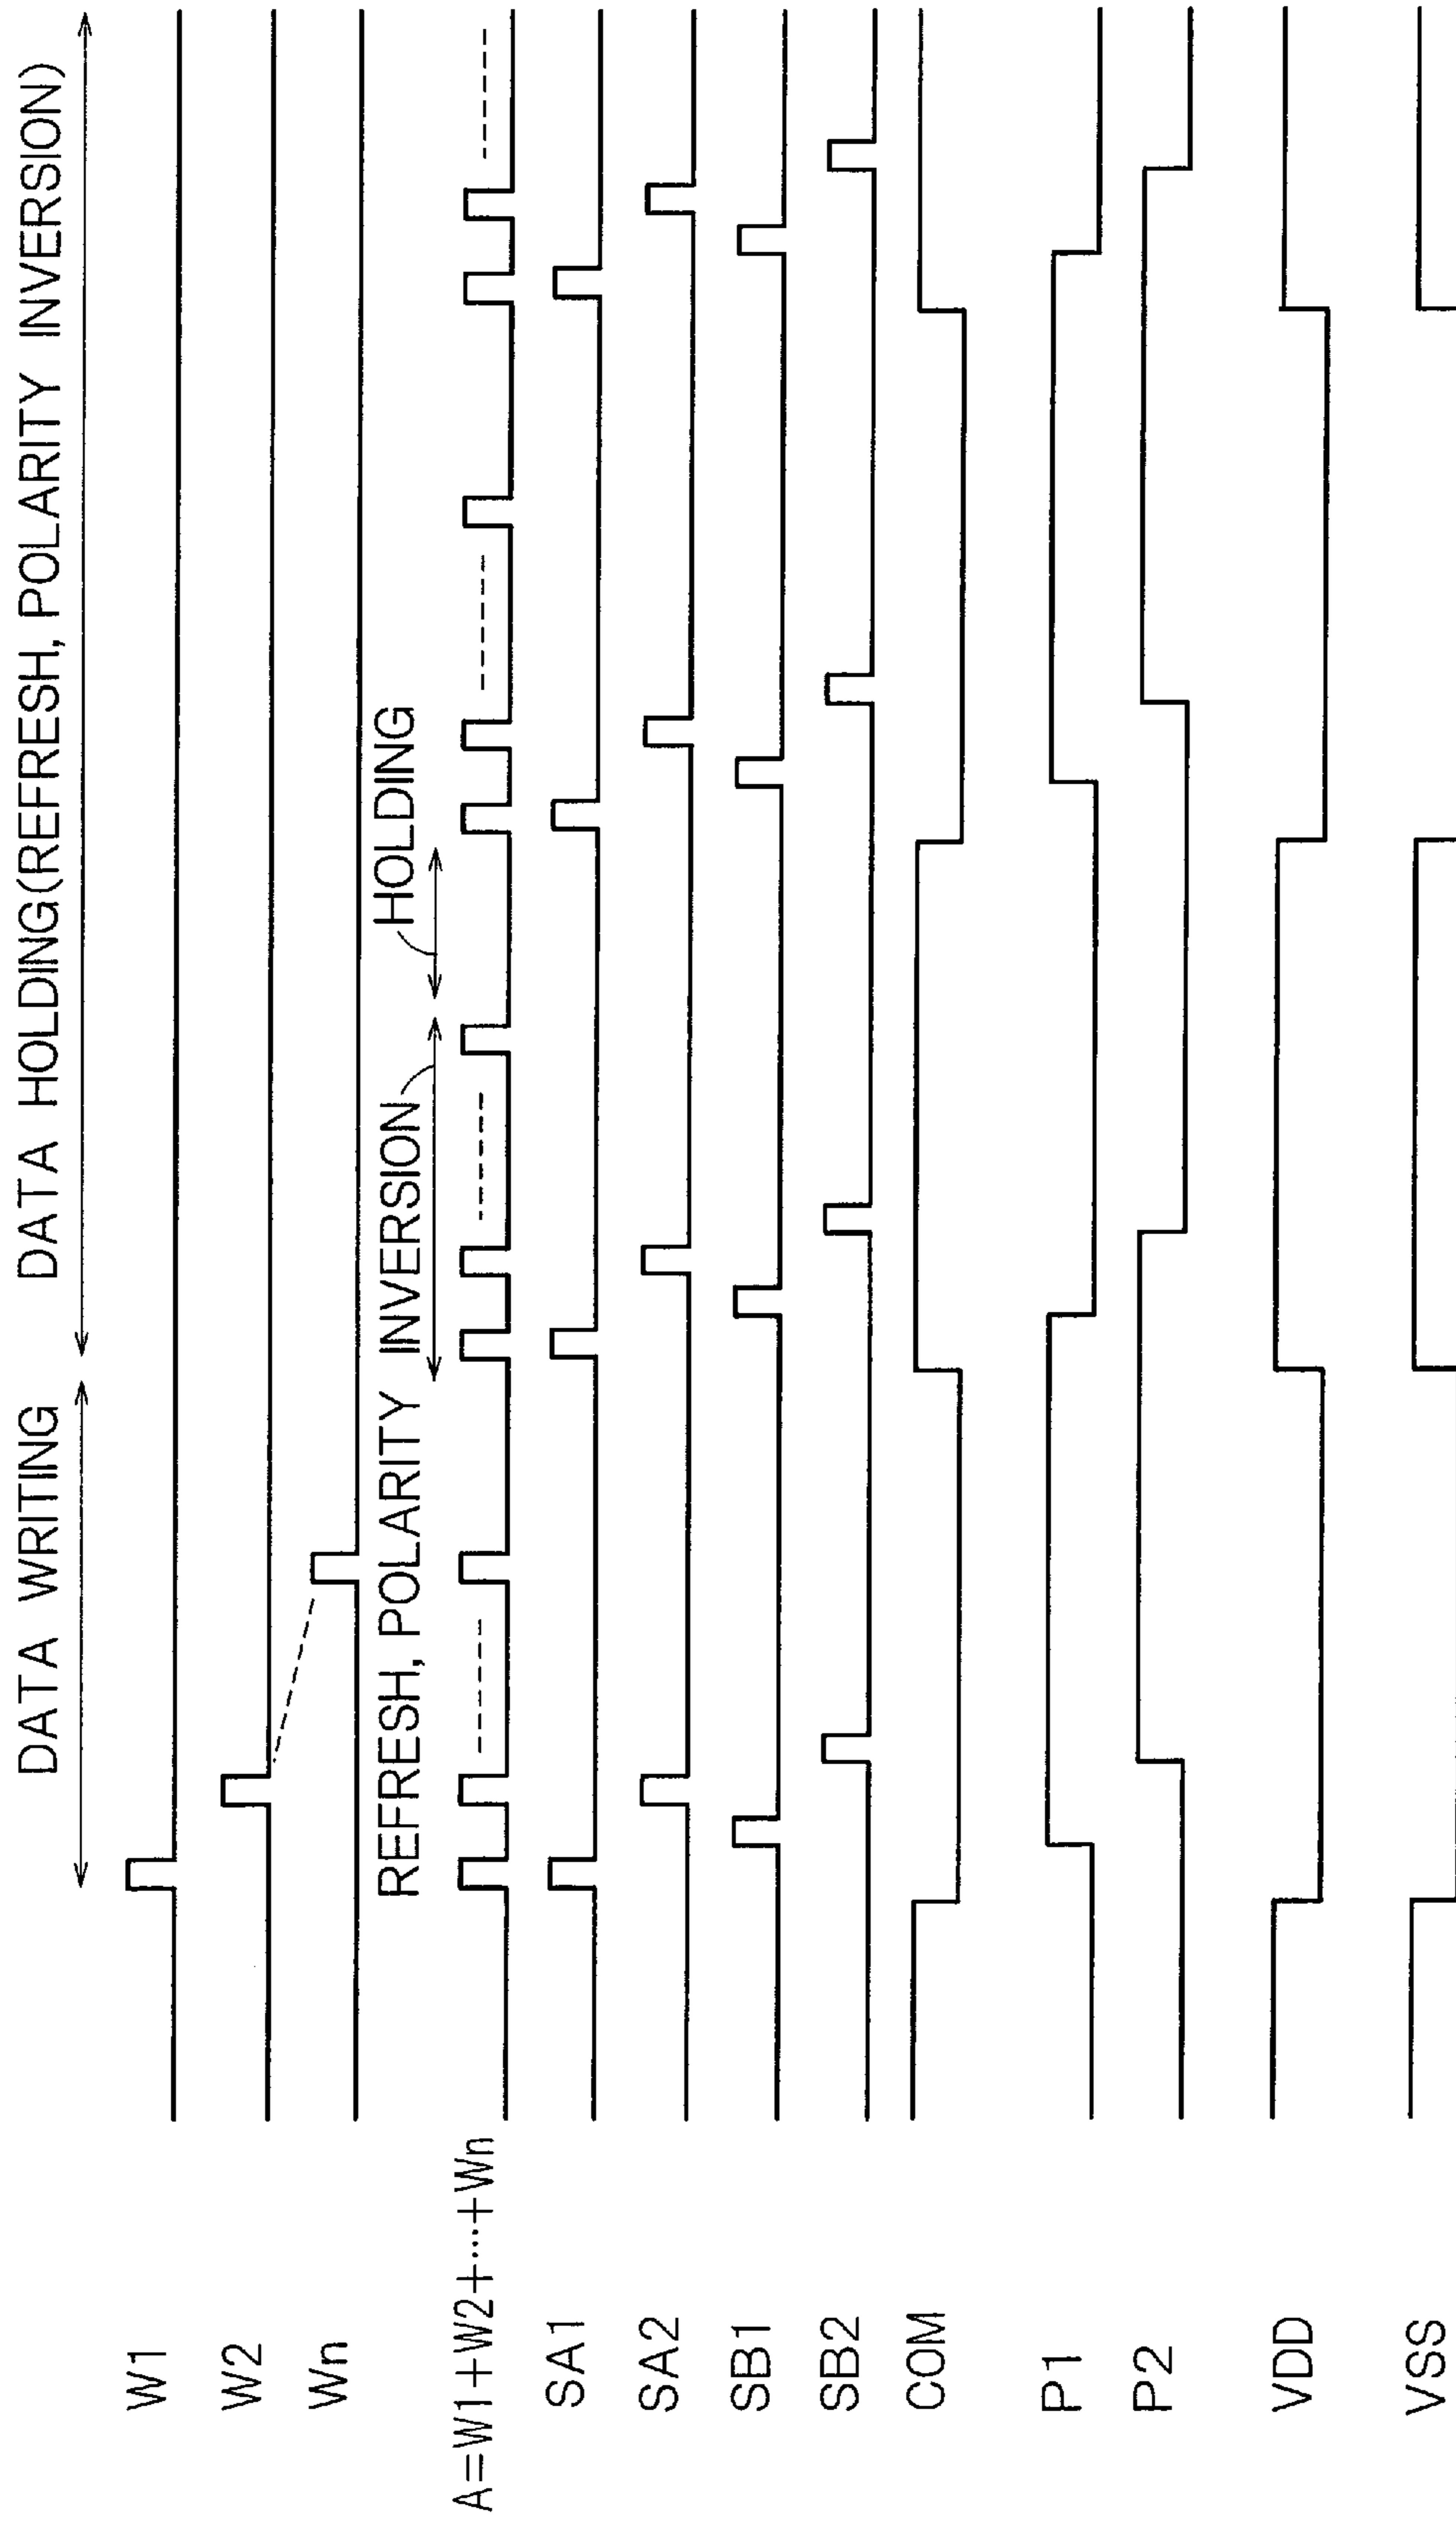 DATA WRITING
DATA HOLDING(REFRESH, POLARITY INVERSION)
W1
W2
Wn
REFRESH, POLARITY INVERSION
HOLDING
A=W1+W2+···+Wn
SA1
SA2
SB1
SB2
COM
P1
P2
VDD
VSS